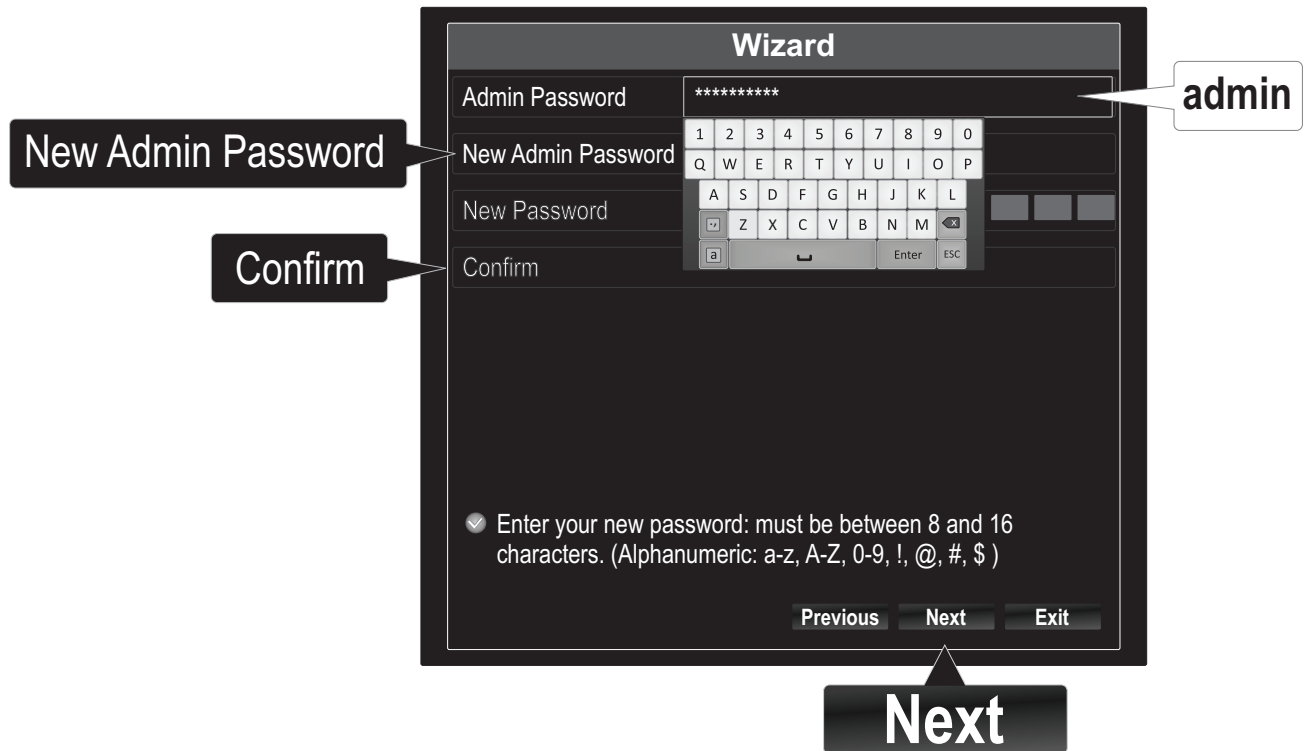 Wizard
Admin Password
**********
admin
1 2 3 4 5 6 7 8 9 0
New Admin Password
New Admin Password
Q W E R T Y U I O P
A S D F G H J K L
New Password
., Z X C V B N M
Confirm
Confirm
a Enter ESC
Enter your new password: must be between 8 and 16
characters. (Alphanumeric: a-z, A-Z, 0-9, !, @, #, $ )
Previous Next Exit
Next